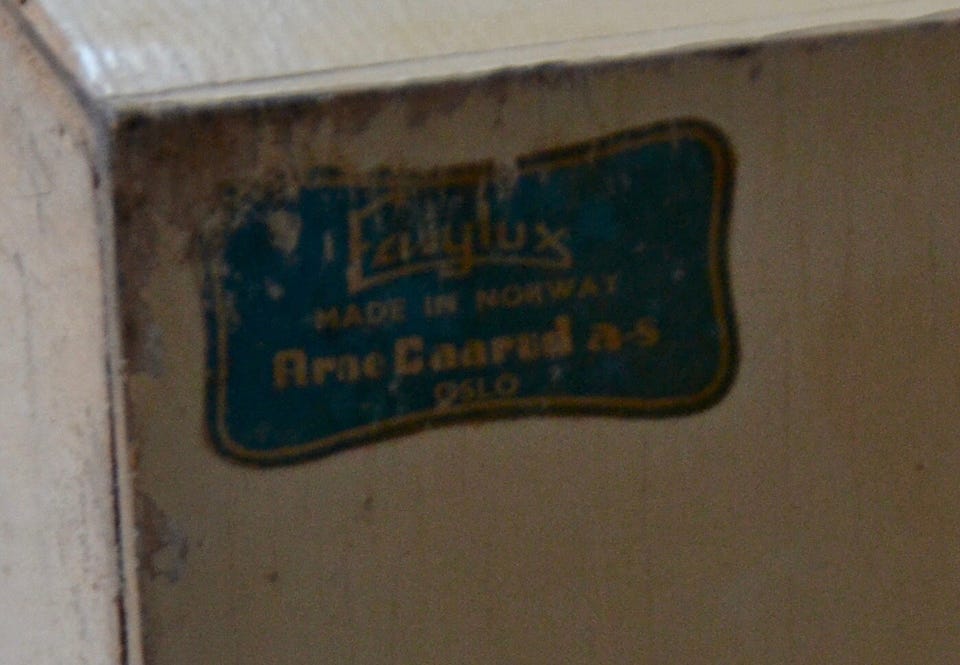 Easylux
MADE IN NORWAY
Arne Gaarud a-s
OSLO